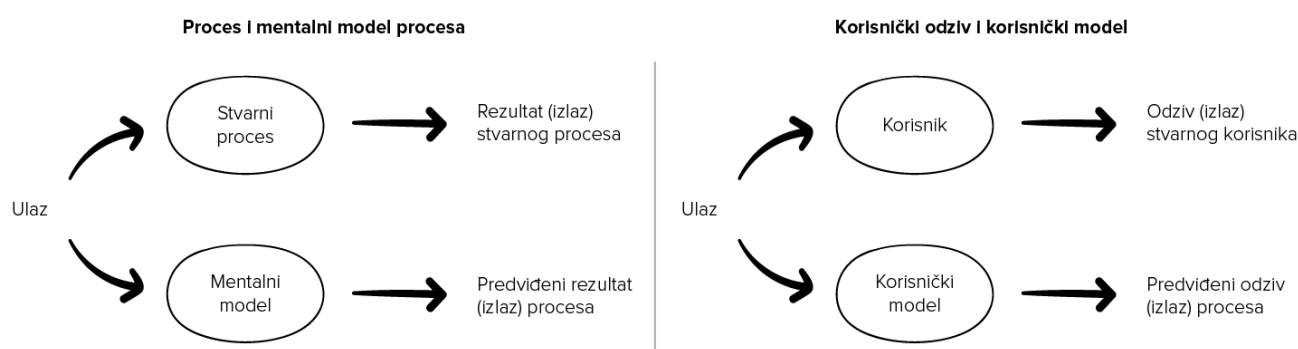 Proces i mentalni model procesa
Ulaz
Stvarni
proces
Rezultat (izlaz)
stvarnog procesa
Mentalni
model
Predviđeni rezultat
(izlaz) procesa
Korisnički odziv i korisnički model
Ulaz
Korisnik
Odziv (izlaz)
stvarnog korisnika
Korisnički
model
Predviđeni odziv
(izlaz) procesa